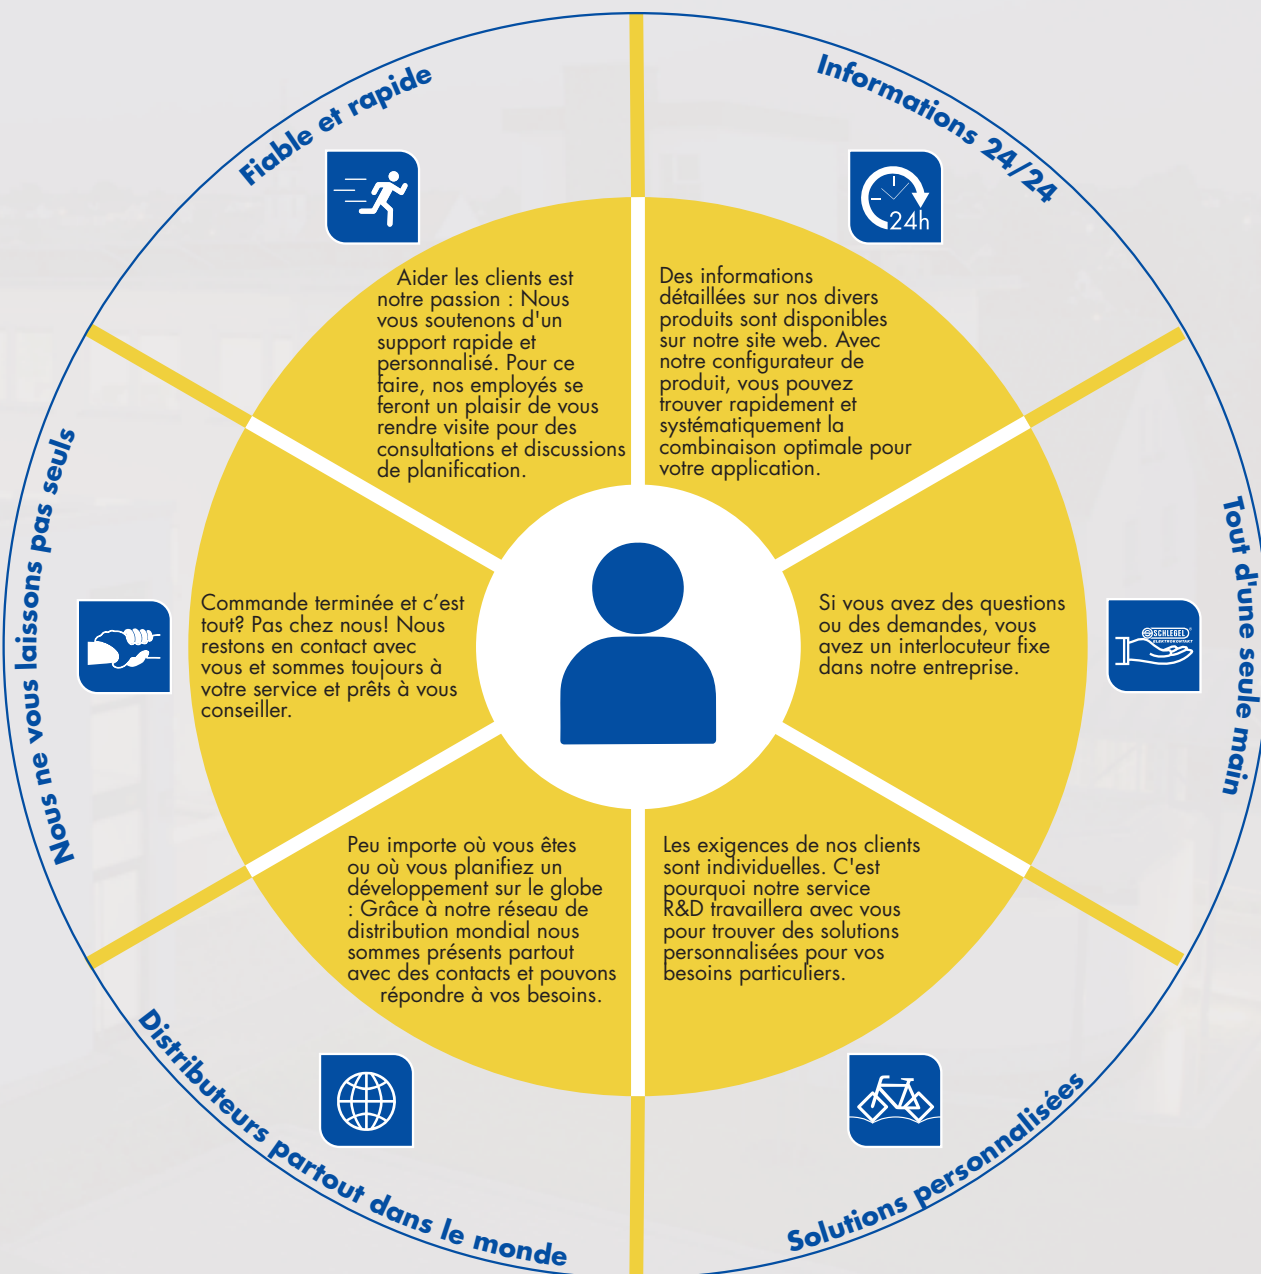 Fiable et rapide
Aider les clients est
notre passion : Nous
vous soutenons d'un
support rapide et
personnalisé. Pour ce
faire, nos employés se
feront un plaisir de vous
rendre visite pour des
consultations et discussions
de planification.
Informations 24/24
24h
Des informations
détaillées sur nos divers
produits sont disponibles
sur notre site web. Avec
notre configurateur de
produit, vous pouvez
trouver rapidement et
systématiquement la
combinaison optimale pour
votre application.
Tout d'une seule main
SCHLEGEL
ELEKTROKONTAKT
Si vous avez des questions
ou des demandes, vous
avez un interlocuteur fixe
dans notre entreprise.
Solutions personnalisées
Les exigences de nos clients
sont individuelles. C'est
pourquoi notre service
R&D travaillera avec vous
pour trouver des solutions
personnalisées pour vos
besoins particuliers.
Distributeurs partout dans le monde
Peu importe où vous êtes
ou où vous planifiez un
développement sur le globe
: Grâce à notre réseau de
distribution mondial nous
sommes présents partout
avec des contacts et pouvons
répondre à vos besoins.
Nous ne vous laissons pas seuls
Commande terminée et c’est
tout? Pas chez nous! Nous
restons en contact avec
vous et sommes toujours à
votre service et prêts à vous
conseiller.